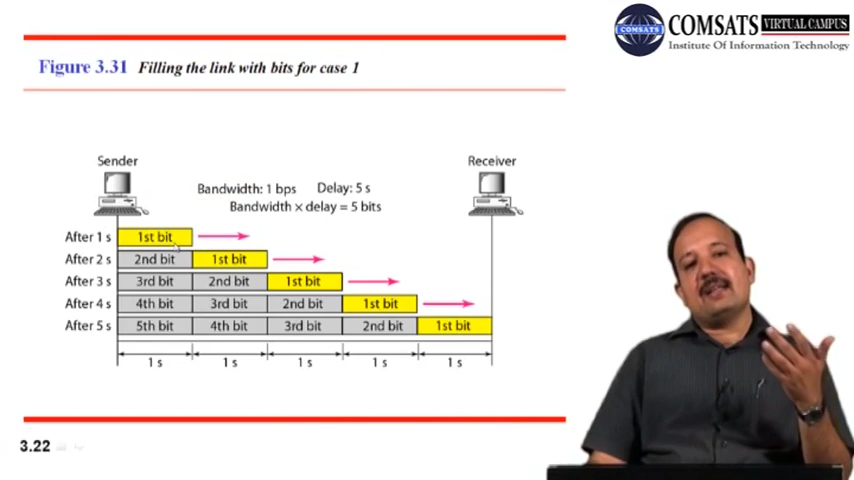 COMSATS VIRTUAL CAMPUS
COMSATS
Institute Of Information Technology
Figure 3.31 Filling the link with bits for case 1
Sender
Receiver
Bandwidth: 1 bps Delay: 5 s
Bandwidth × delay = 5 bits
After 1 s 1st bit
After 2 s 2nd bit 1st bit
After 3 s 3rd bit 2nd bit 1st bit
After 4 s 4th bit 3rd bit 2nd bit 1st bit
After 5 s 5th bit 4th bit 3rd bit 2nd bit 1st bit
1 s 1 s 1 s 1 s 1 s
3.22